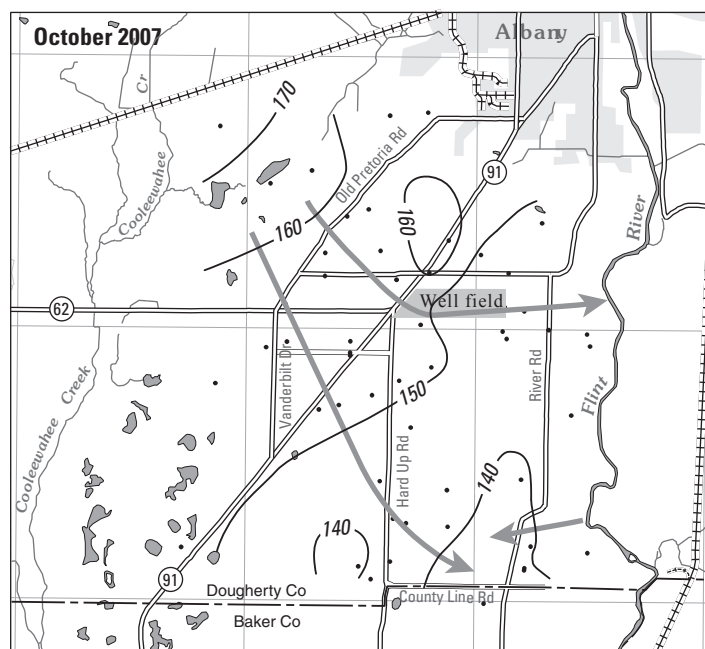 October 2007
Albany
Cr
Cooleewahee
170
Old Pretoria Rd
91
160
160
River
Well field
62
Vanderbilt Dr
150
River Rd
Flint
Cooleewahee Creek
Hard Up Rd
140
140
91
Dougherty Co
County Line Rd
Baker Co